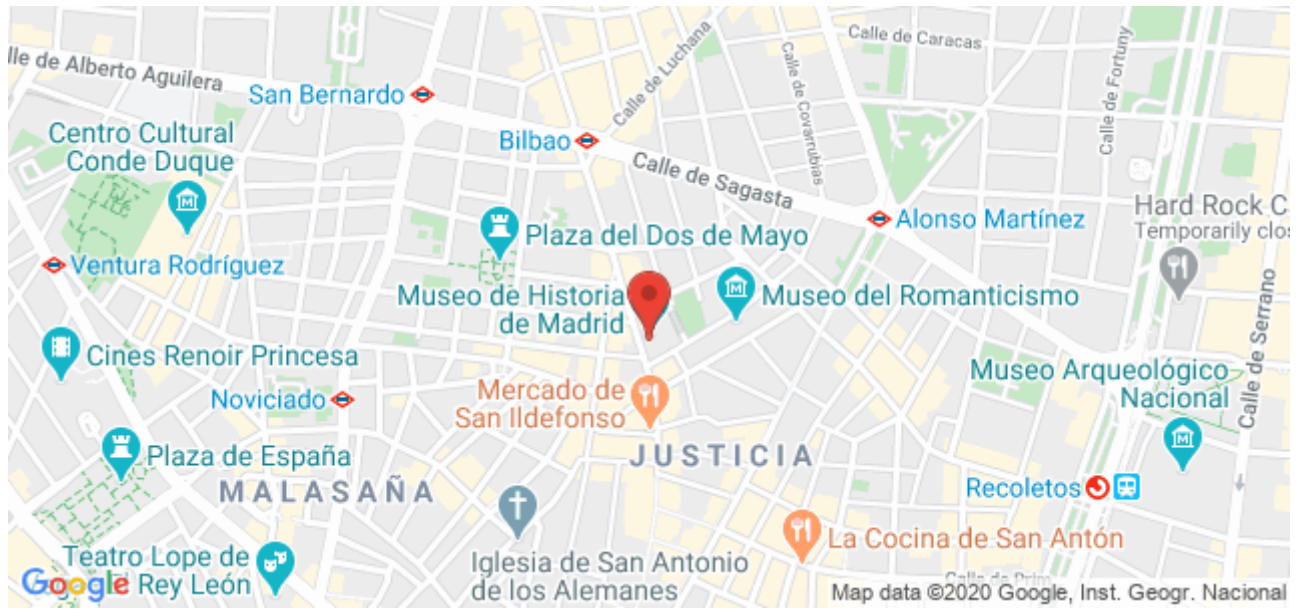 Calle de Caracas
Calle de Luchana
Calle de Fortuny
lle de Alberto Aguilera
San Bernardo
Calle de Covarrubias
Centro Cultural
Conde Duque
Bilbao
Calle de Sagasta
Alonso Martínez
Hard Rock C
Temporarily clos
Plaza del Dos de Mayo
Ventura Rodríguez
Museo de Historia
de Madrid
Museo del Romanticismo
Calle de Serrano
Cines Renoir Princesa
Museo Arqueológico
Nacional
Noviciado
Mercado de
San Ildefonso
JUSTICIA
Plaza de España
MALASAÑA
Recoletos
La Cocina de San Antón
Iglesia de San Antonio
de los Alemanes
Teatro Lope de
Rey León
Google
Calle de Prim
Map data ©2020 Google, Inst. Geogr. Nacional